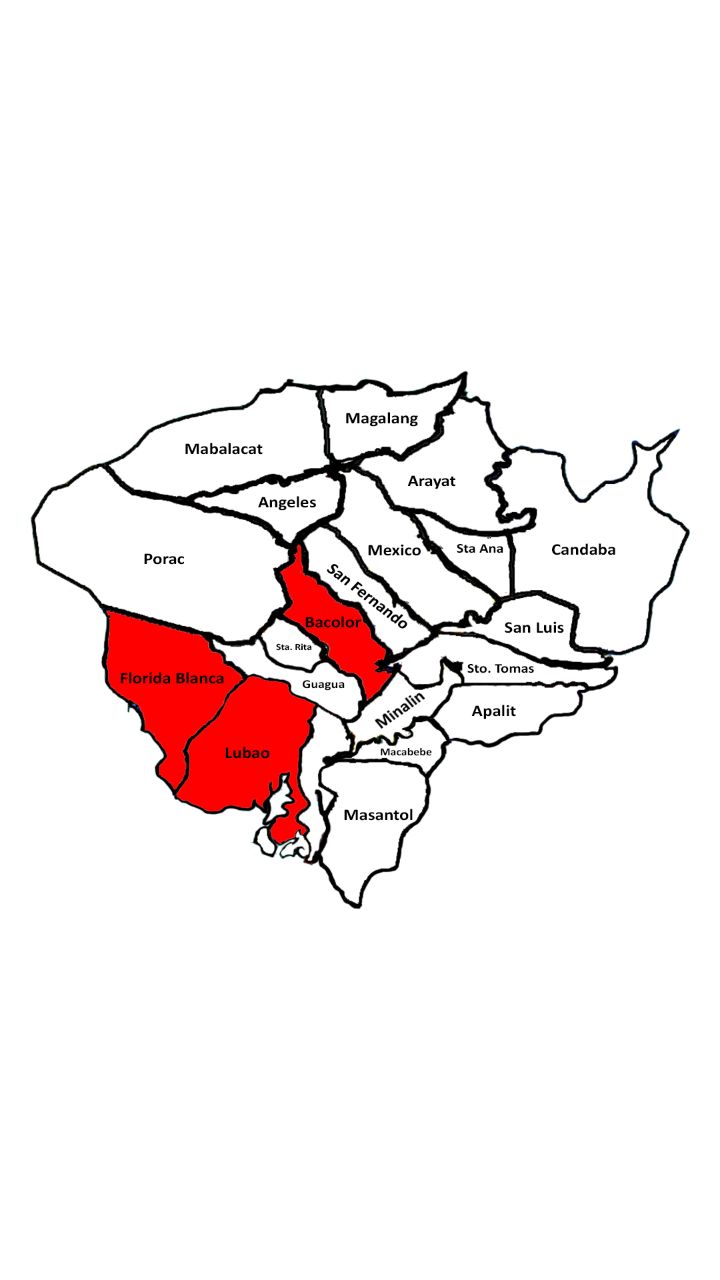 Magalang
Mabalacat
Arayat
Angeles
Mexico
Sta Ana
Candaba
Porac
San Fernando
Bacolor
San Luis
Sta. Rita
Sto. Tomas
Florida Blanca
Guagua
Minalin
Apalit
Lubao
Macabebe
Masantol